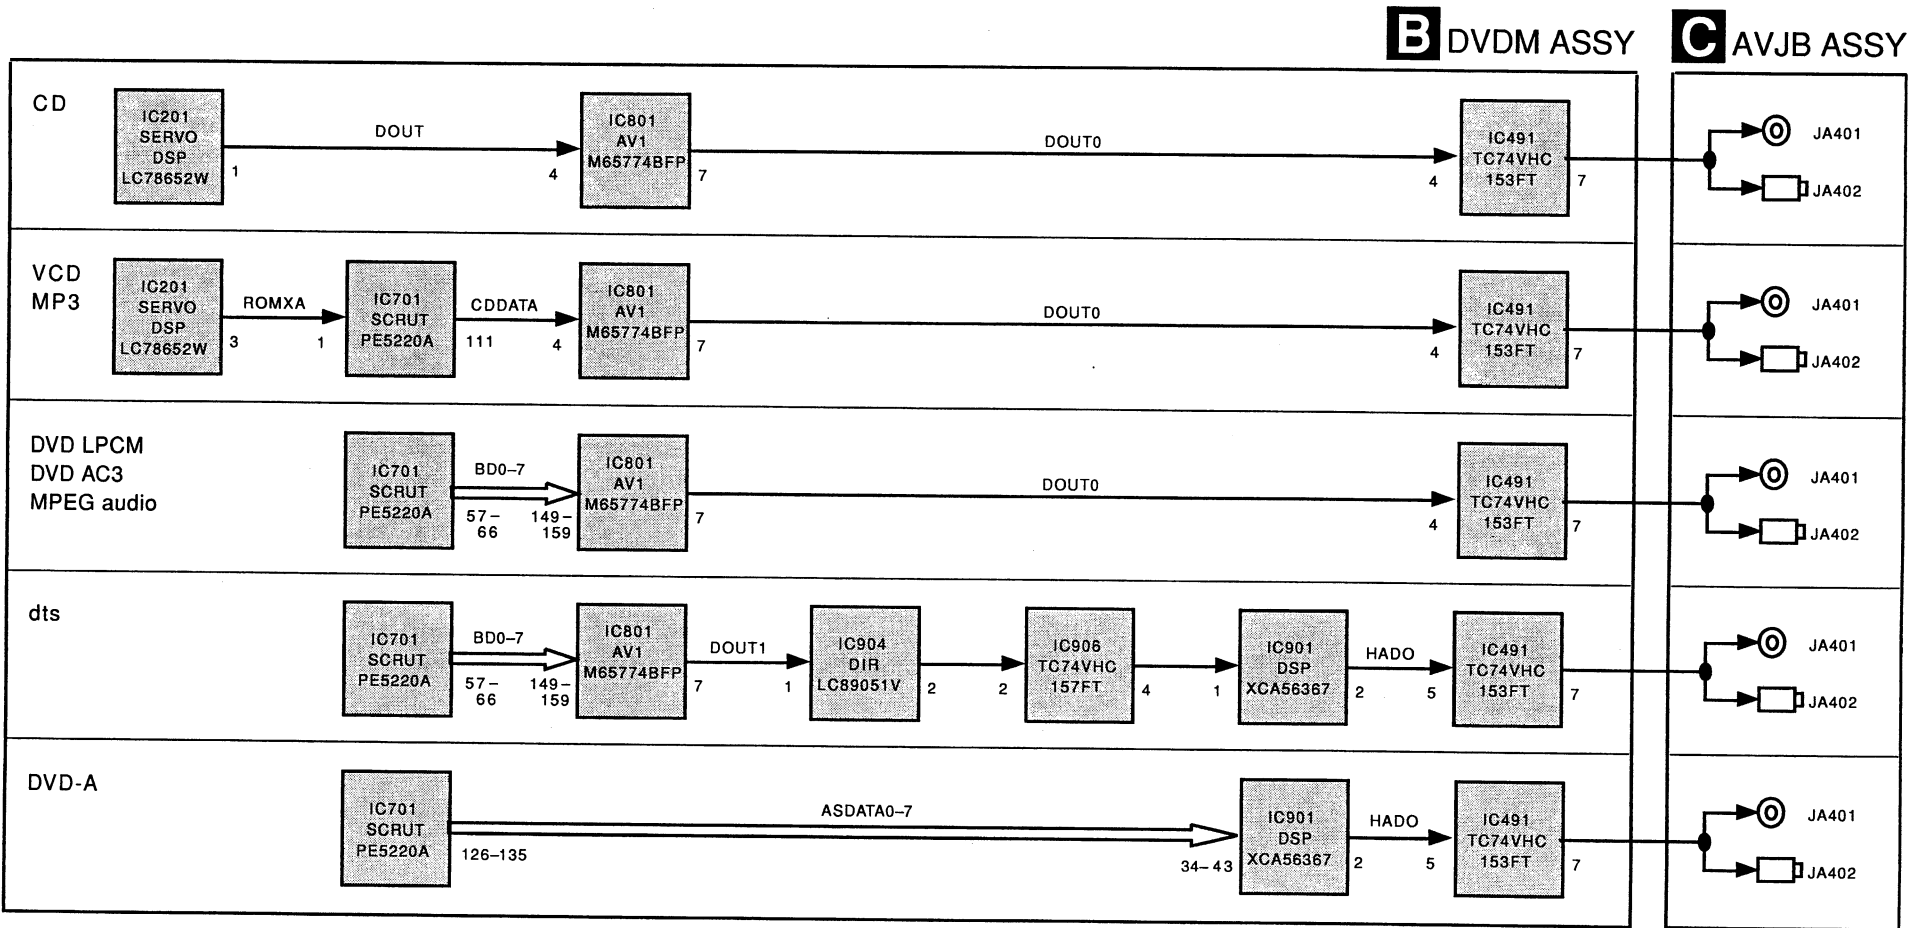 B DVDM ASSY
C AVJB ASSY
CD
IC201
SERVO
DSP
LC78652W
1
DOUT
4
IC801
AV1
M65774BFP
7
DOUT0
4
IC491
TC74VHC
153FT
7
JA401
JA402
VCD
MP3
IC201
SERVO
DSP
LC78652W
3
ROMXA
1
IC701
SCRUT
PE5220A
111
CDDATA
4
IC801
AV1
M65774BFP
7
DOUT0
4
IC491
TC74VHC
153FT
7
JA401
JA402
DVD LPCM
DVD AC3
MPEG audio
IC701
SCRUT
PE5220A
BD0–7
57–
66
149–
159
IC801
AV1
M65774BFP
7
DOUT0
4
IC491
TC74VHC
153FT
7
JA401
JA402
dts
IC701
SCRUT
PE5220A
BD0–7
57–
66
149–
159
IC801
AV1
M65774BFP
7
DOUT1
1
IC904
DIR
LC89051V
2
2
IC906
TC74VHC
157FT
4
1
IC901
DSP
XCA56367
2
HADO
5
IC491
TC74VHC
153FT
7
JA401
JA402
DVD-A
IC701
SCRUT
PE5220A
126–135
ASDATA0–7
34–43
IC901
DSP
XCA56367
2
HADO
5
IC491
TC74VHC
153FT
7
JA401
JA402